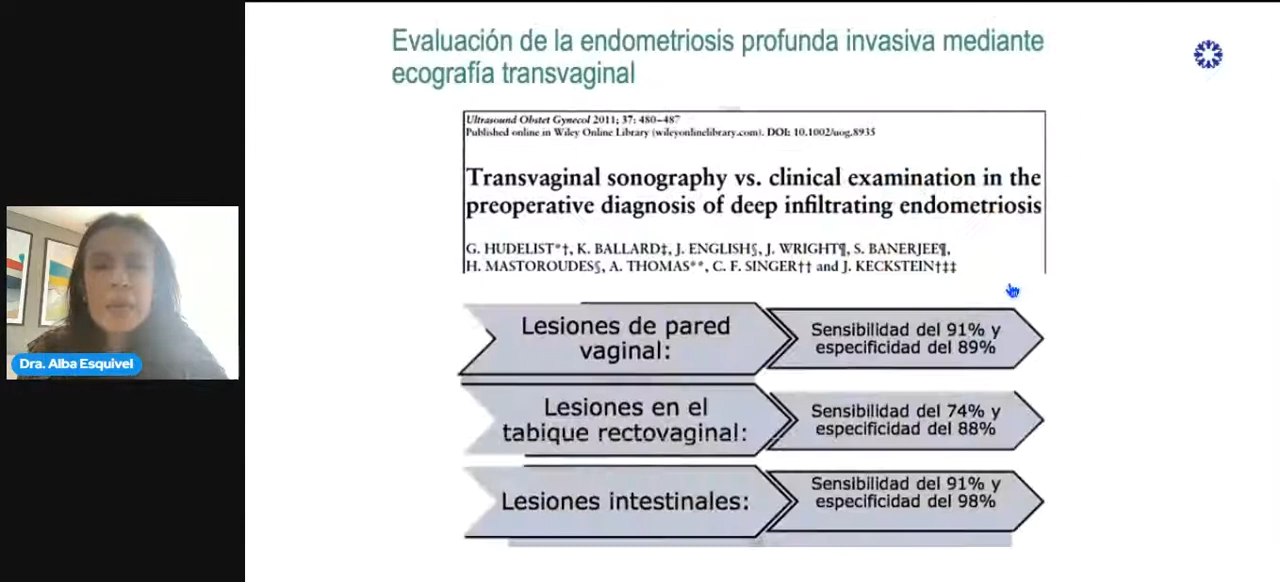 Evaluación de la endometriosis profunda invasiva mediante
ecografía transvaginal
Ultrasound Obstet Gynecol 2011; 37: 480–487
Published online in Wiley Online Library (wileyonlinelibrary.com). DOI: 10.1002/uog.8935
Transvaginal sonography vs. clinical examination in the
preoperative diagnosis of deep infiltrating endometriosis
G. HUDELIST*†, K. BALLARD‡, J. ENGLISH§, J. WRIGHT¶, S. BANERJEE¶,
H. MASTOROUDES§, A. THOMAS**, C. F. SINGER†† and J. KECKSTEIN†‡‡
Lesiones de pared
vaginal:
Sensibilidad del 91% y
especificidad del 89%
Lesiones en el
tabique rectovaginal:
Sensibilidad del 74% y
especificidad del 88%
Lesiones intestinales:
Sensibilidad del 91% y
especificidad del 98%
Dra. Alba Esquivel